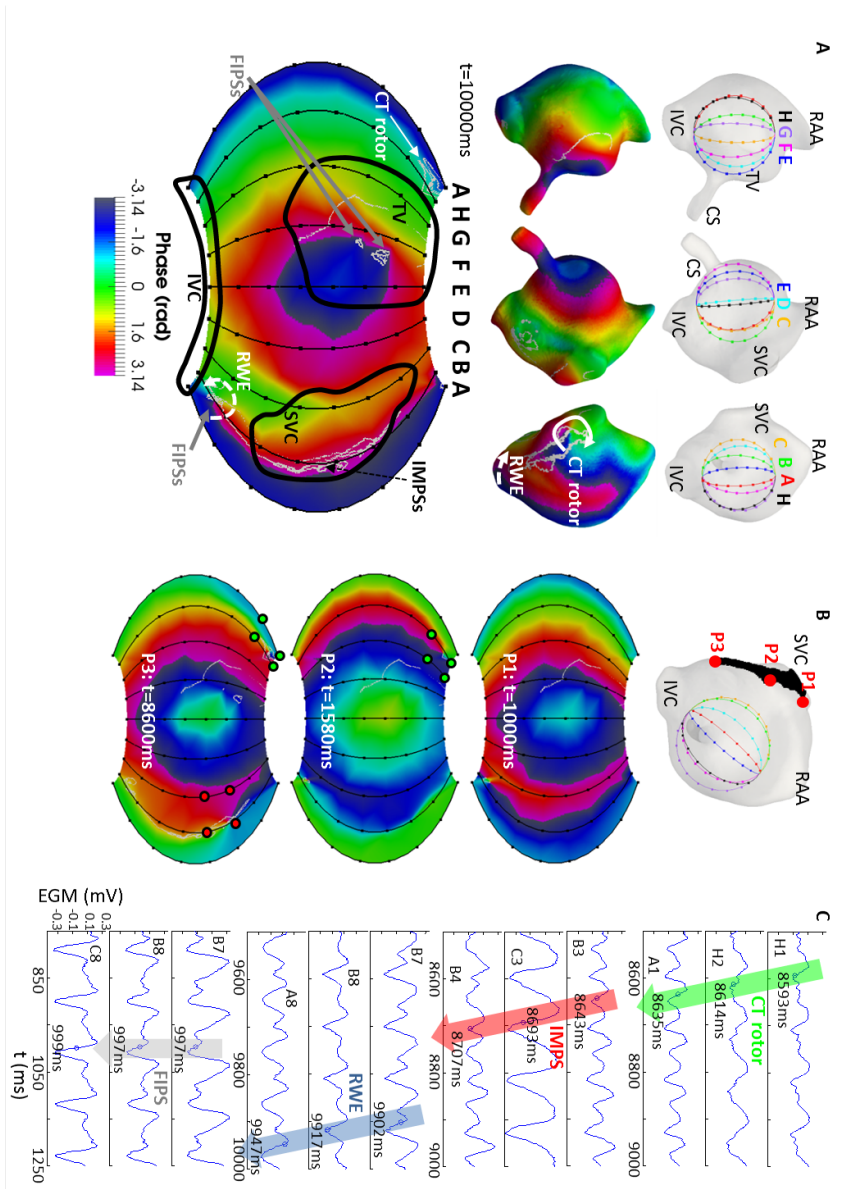 A
RAA
H G F E
TV
IVC
CS
RAA
E D C
CS
IVC
SVC
RAA
SVC
C B A H
IVC
CT rotor
RWE
t=10000ms
A H G F E D C B A
FIPSs
CT rotor
TV
IVC
SVC
RWE
FIPSs
IMPSs
-3.14 -1.6 0 1.6 3.14
Phase (rad)
B
SVC
P1
P2
P3
RAA
IVC
P1: t=1000ms
P2: t=1580ms
P3: t=8600ms
C
H1
8593ms
CT rotor
H2
8614ms
A1
8635ms
8600 8800 9000
B3
8643ms
IMPS
C3
8693ms
B4
8707ms
8600 8800 9000
B7
9902ms
RWE
B8
9917ms
A8
9947ms
9600 9800 10000
B7
997ms
B8
997ms
FIPS
C8
999ms
EGM (mV)
0.3
0.1
-0.1
-0.3
850 1050 1250
t (ms)